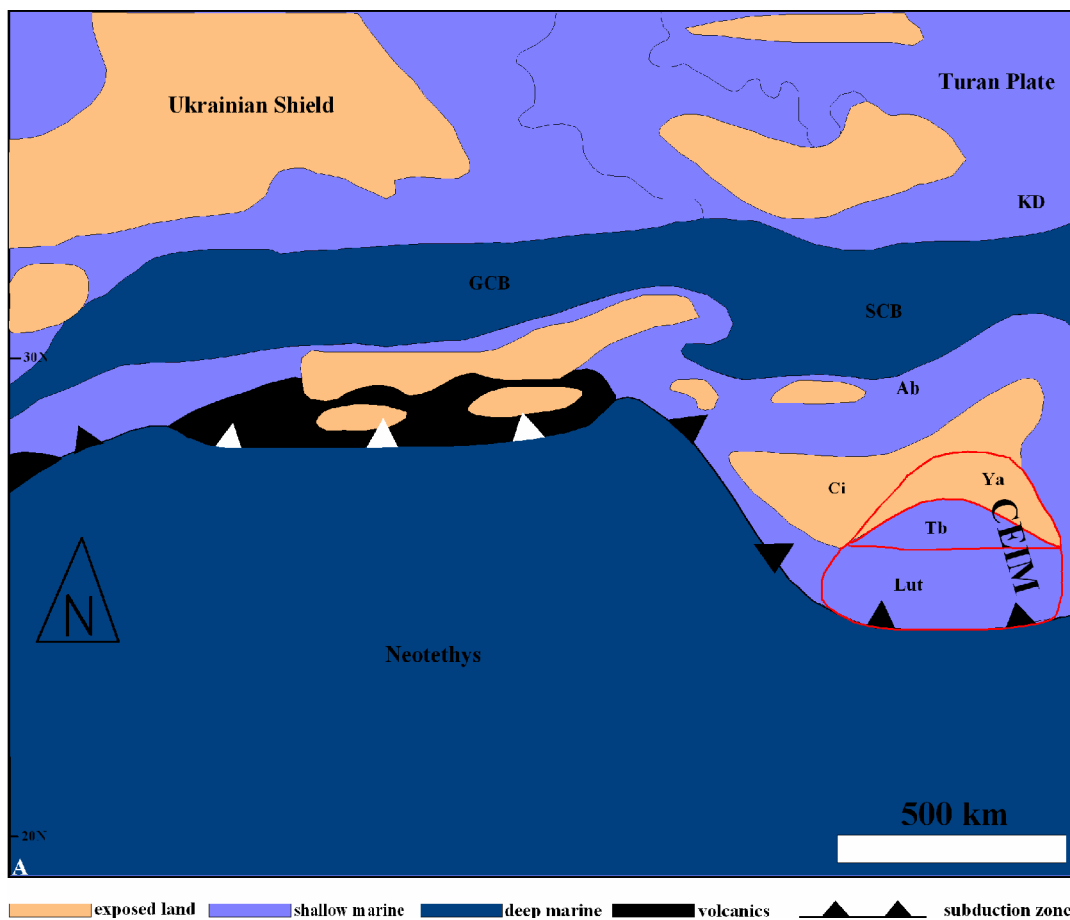 Ukrainian Shield
Turan Plate
KD
GCB
SCB
30N
Ab
Ci
Ya
Tb
CEIM
Lut
N
Neotethys
500 km
20N
A
exposed land shallow marine deep marine volcanics subduction zone